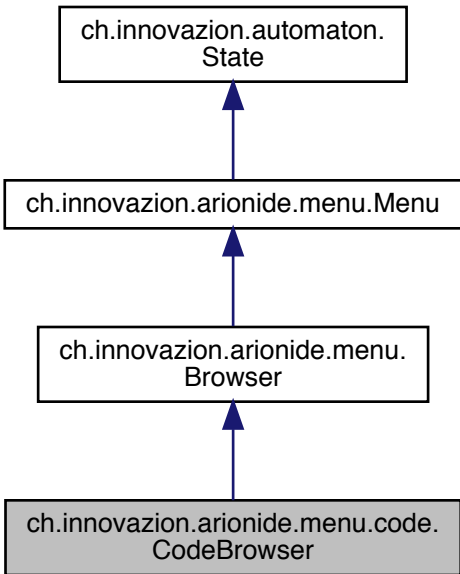 ch.innovazion.automaton.
State
ch.innovazion.arionide.menu.Menu
ch.innovazion.arionide.menu.
Browser
ch.innovazion.arionide.menu.code.
CodeBrowser